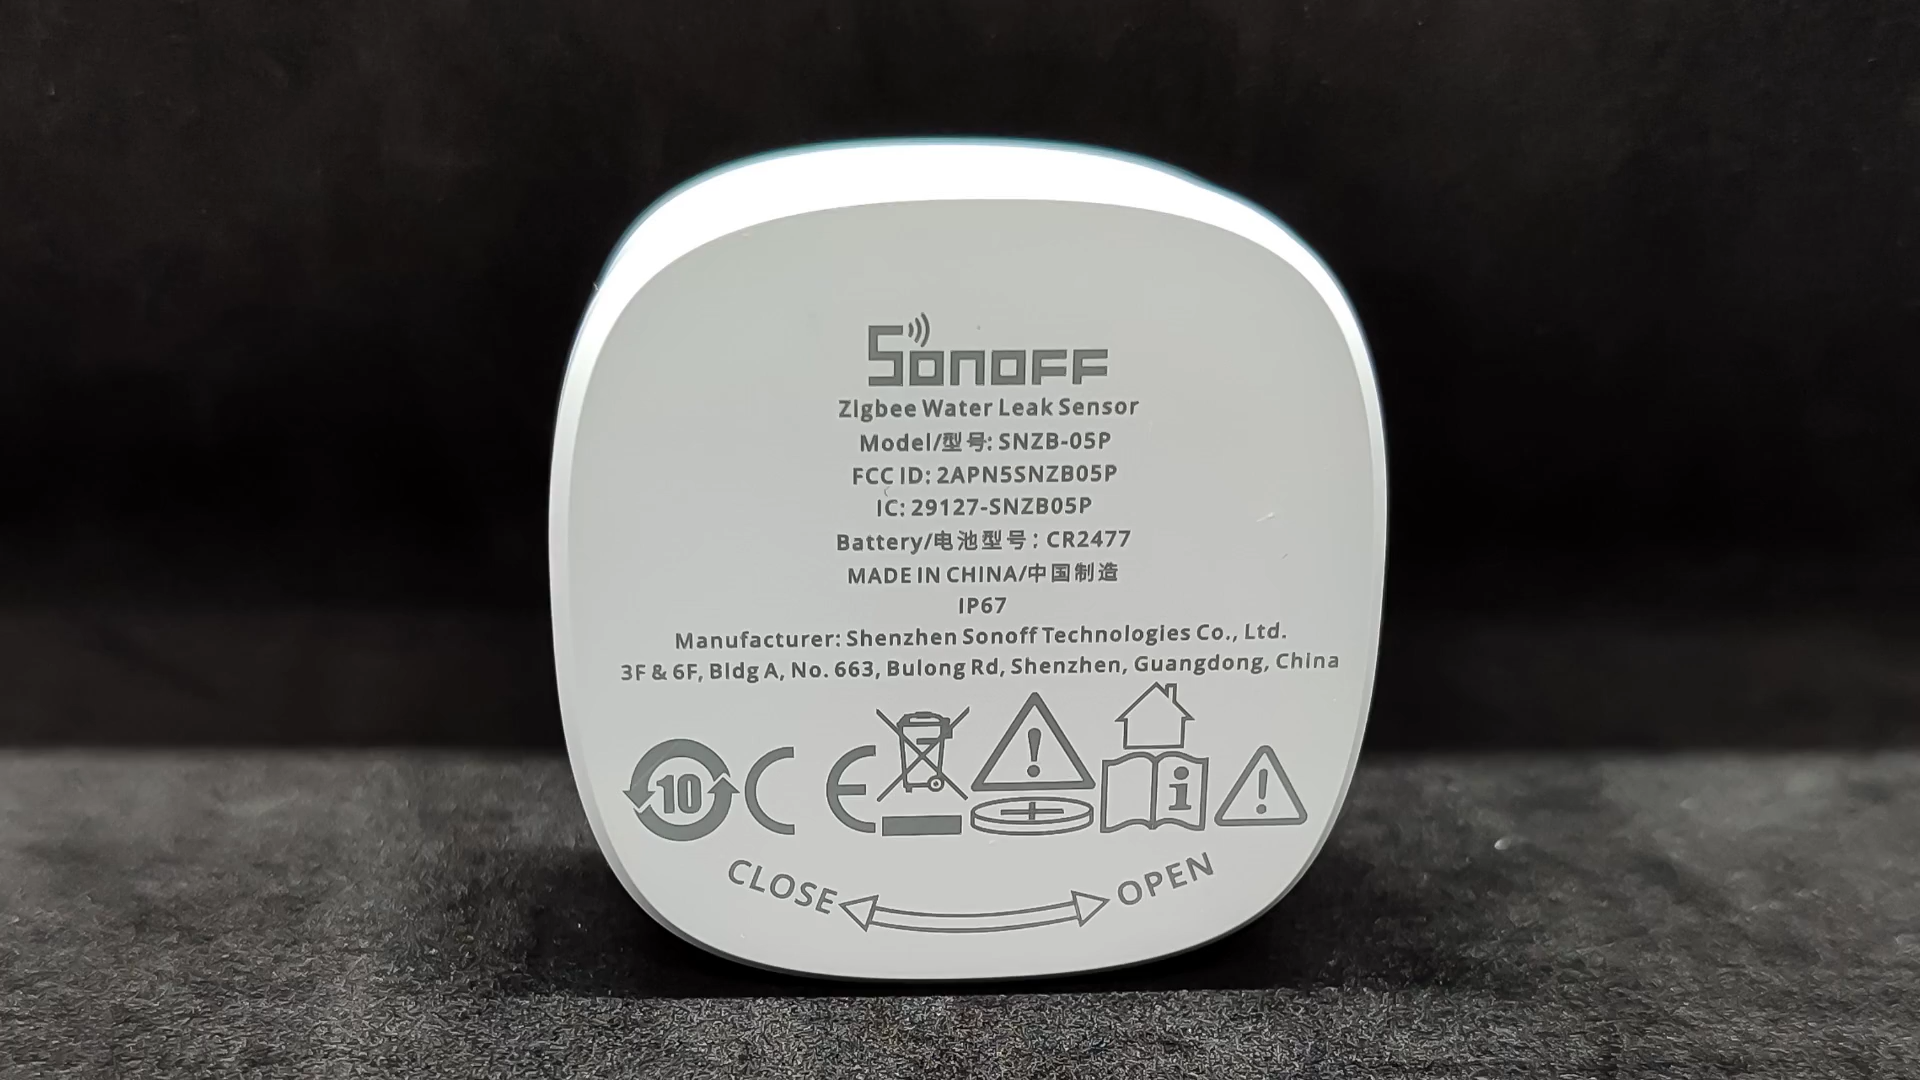 SONOFF
Zigbee Water Leak Sensor
Model/型号: SNZB-05P
FCC ID: 2APN5SNZB05P
IC: 29127-SNZB05P
Battery/电池型号: CR2477
MADE IN CHINA/中国制造
IP67
Manufacturer: Shenzhen Sonoff Technologies Co., Ltd.
3F & 6F, Bldg A, No. 663, Bulong Rd, Shenzhen, Guangdong, China
10 CE i
CLOSE OPEN